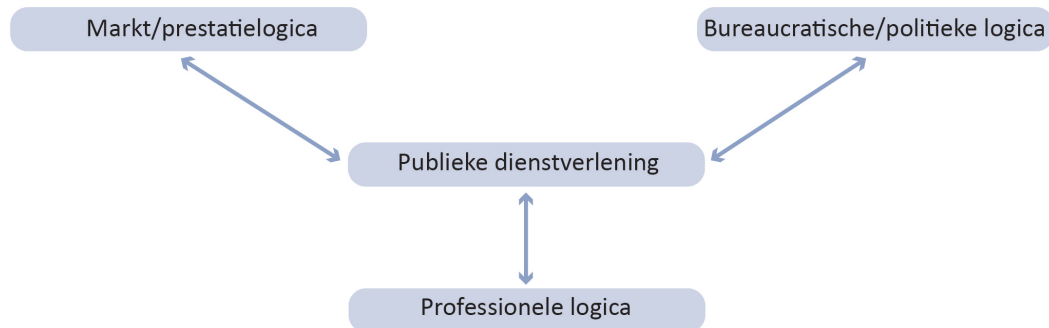 Markt/prestatielogica
Bureaucratische/politieke logica
Publieke dienstverlening
Professionele logica